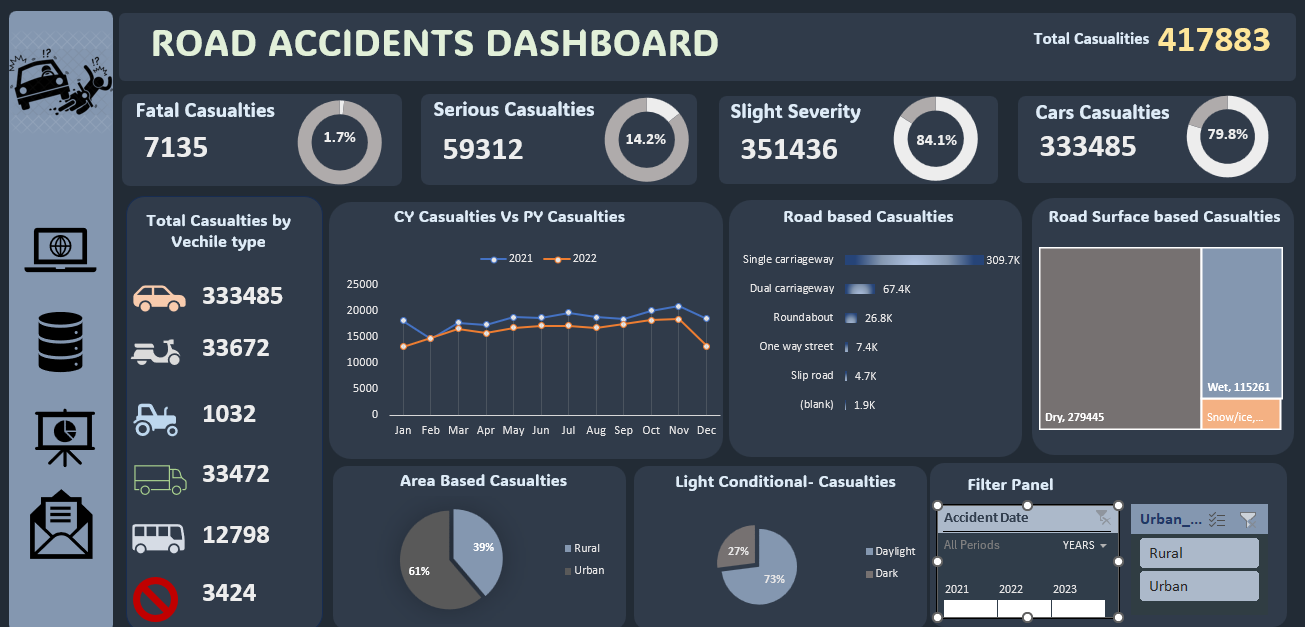 ROAD ACCIDENTS DASHBOARD
Total Casualities 417883
Fatal Casualties
7135
1.7%
Serious Casualties
59312
14.2%
Slight Severity
351436
84.1%
Cars Casualties
333485
79.8%
Total Casualties by
Vechile type
333485
33672
1032
33472
12798
3424
CY Casualties Vs PY Casualties
2021 2022
25000
20000
15000
10000
5000
0
Jan Feb Mar Apr May Jun Jul Aug Sep Oct Nov Dec
Road based Casualties
Single carriageway 309.7K
Dual carriageway 67.4K
Roundabout 26.8K
One way street 7.4K
Slip road 4.7K
(blank) 1.9K
Road Surface based Casualties
Dry, 279445
Wet, 115261
Snow/ice,...
Area Based Casualties
39%
61%
Rural
Urban
Light Conditional- Casualties
27%
73%
Daylight
Dark
Filter Panel
Accident Date
All Periods YEARS
2021 2022 2023
Urban_...
Rural
Urban
!?
!?